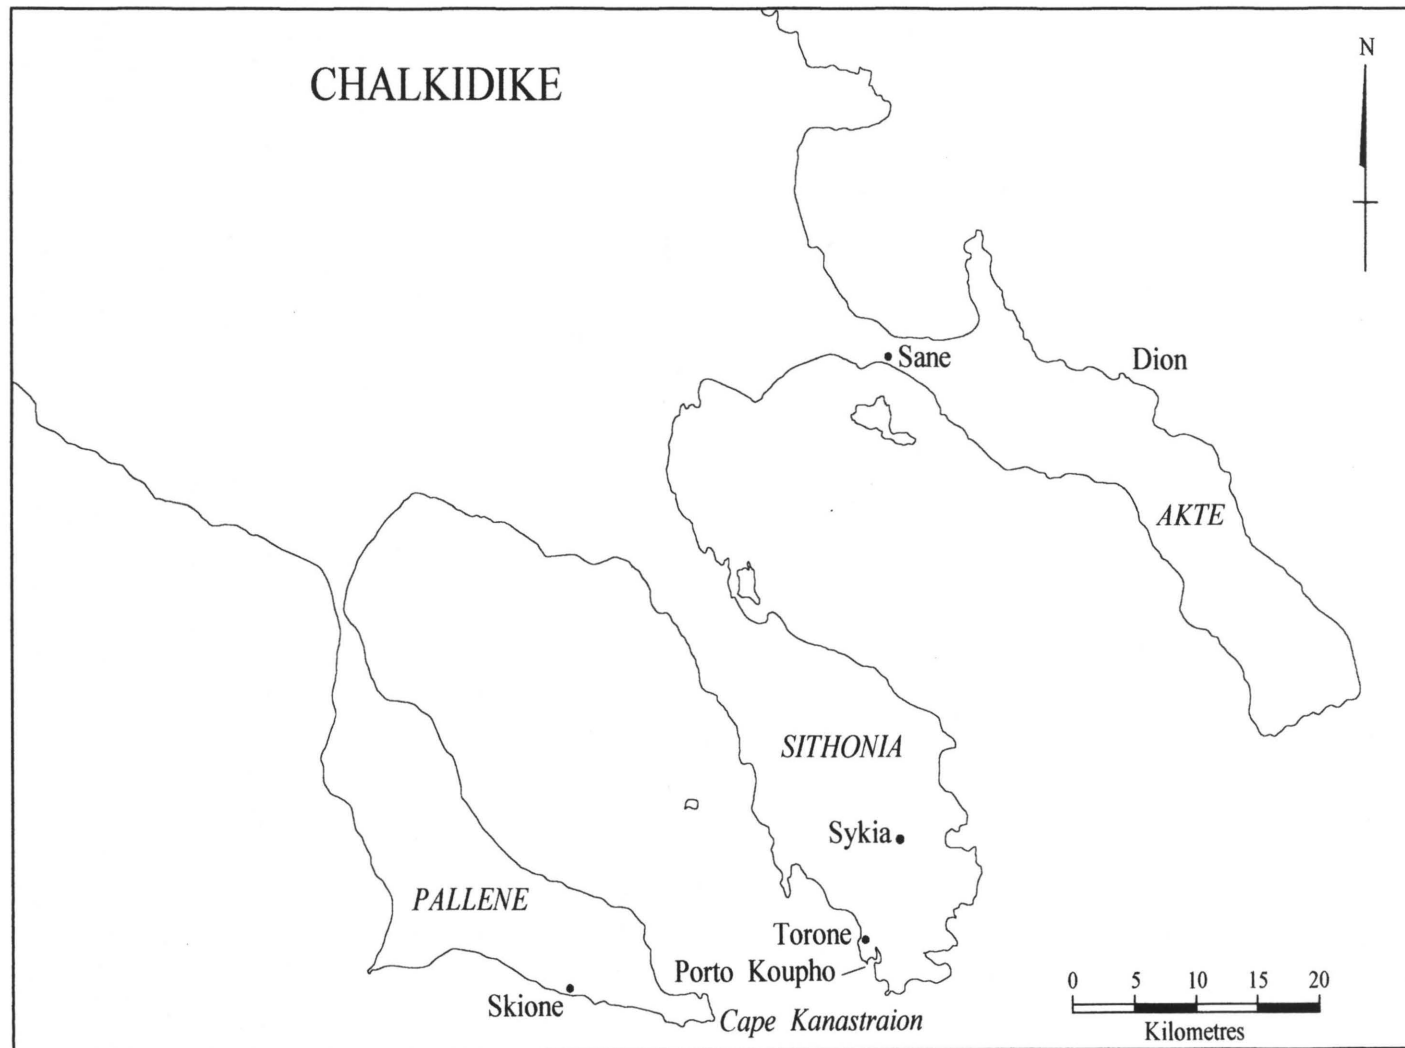 CHALKIDIKE
N
Sane
Dion
AKTE
SITHONIA
Sykia
PALLENE
Torone
Porto Koupho
Skione
Cape Kanastraion
0 5 10 15 20
Kilometres